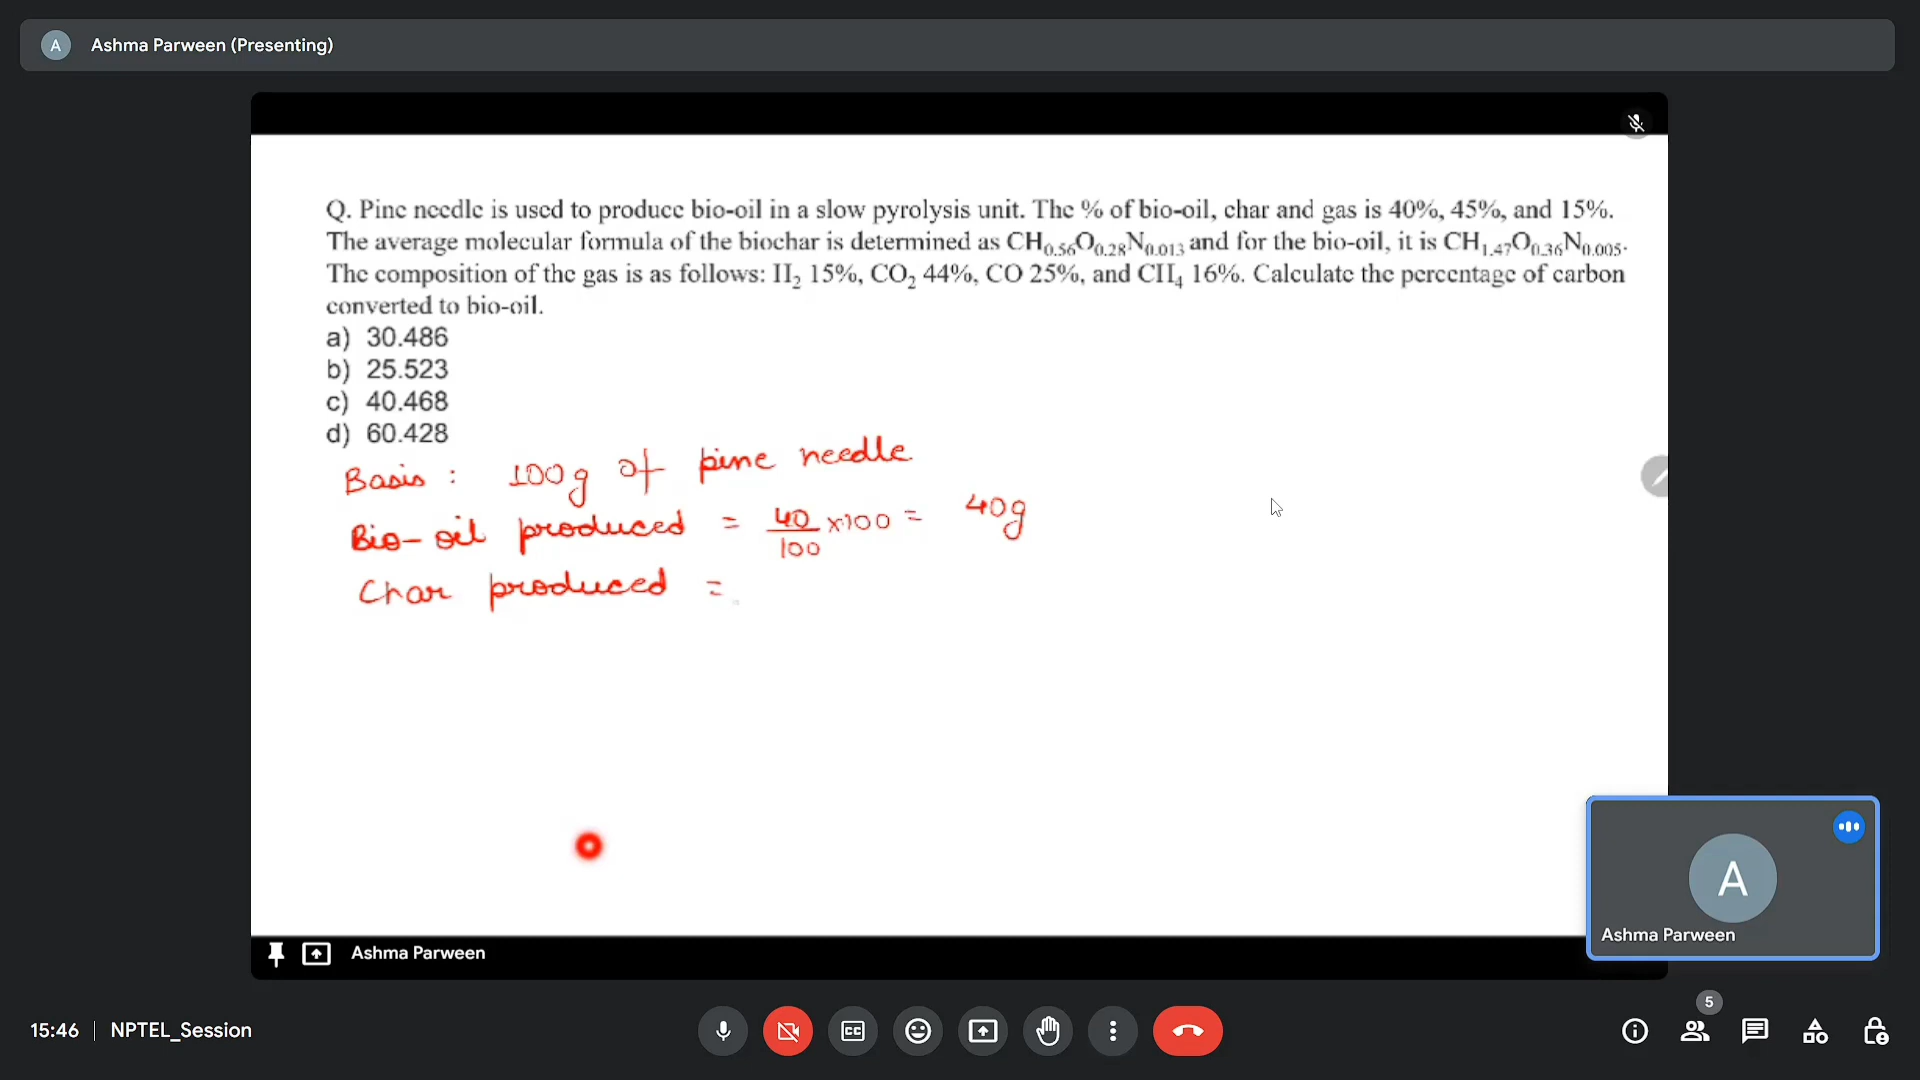 A Ashma Parween (Presenting)
Q. Pine needle is used to produce bio-oil in a slow pyrolysis unit. The % of bio-oil, char and gas is 40%, 45%, and 15%.
The average molecular formula of the biochar is determined as CH₀.₅₆O₀.₂₈N₀.₀₁₃ and for the bio-oil, it is CH₁.₄₇O₀.₃₆N₀.₀₀₅.
The composition of the gas is as follows: H₂ 15%, CO₂ 44%, CO 25%, and CH₄ 16%. Calculate the percentage of carbon
converted to bio-oil.
a) 30.486
b) 25.523
c) 40.468
d) 60.428
Basis : 100g of pine needle
Bio-oil produced = 40/100 x100 = 40g
Char produced =
A
Ashma Parween
Ashma Parween
15:46 | NPTEL_Session
CC
5